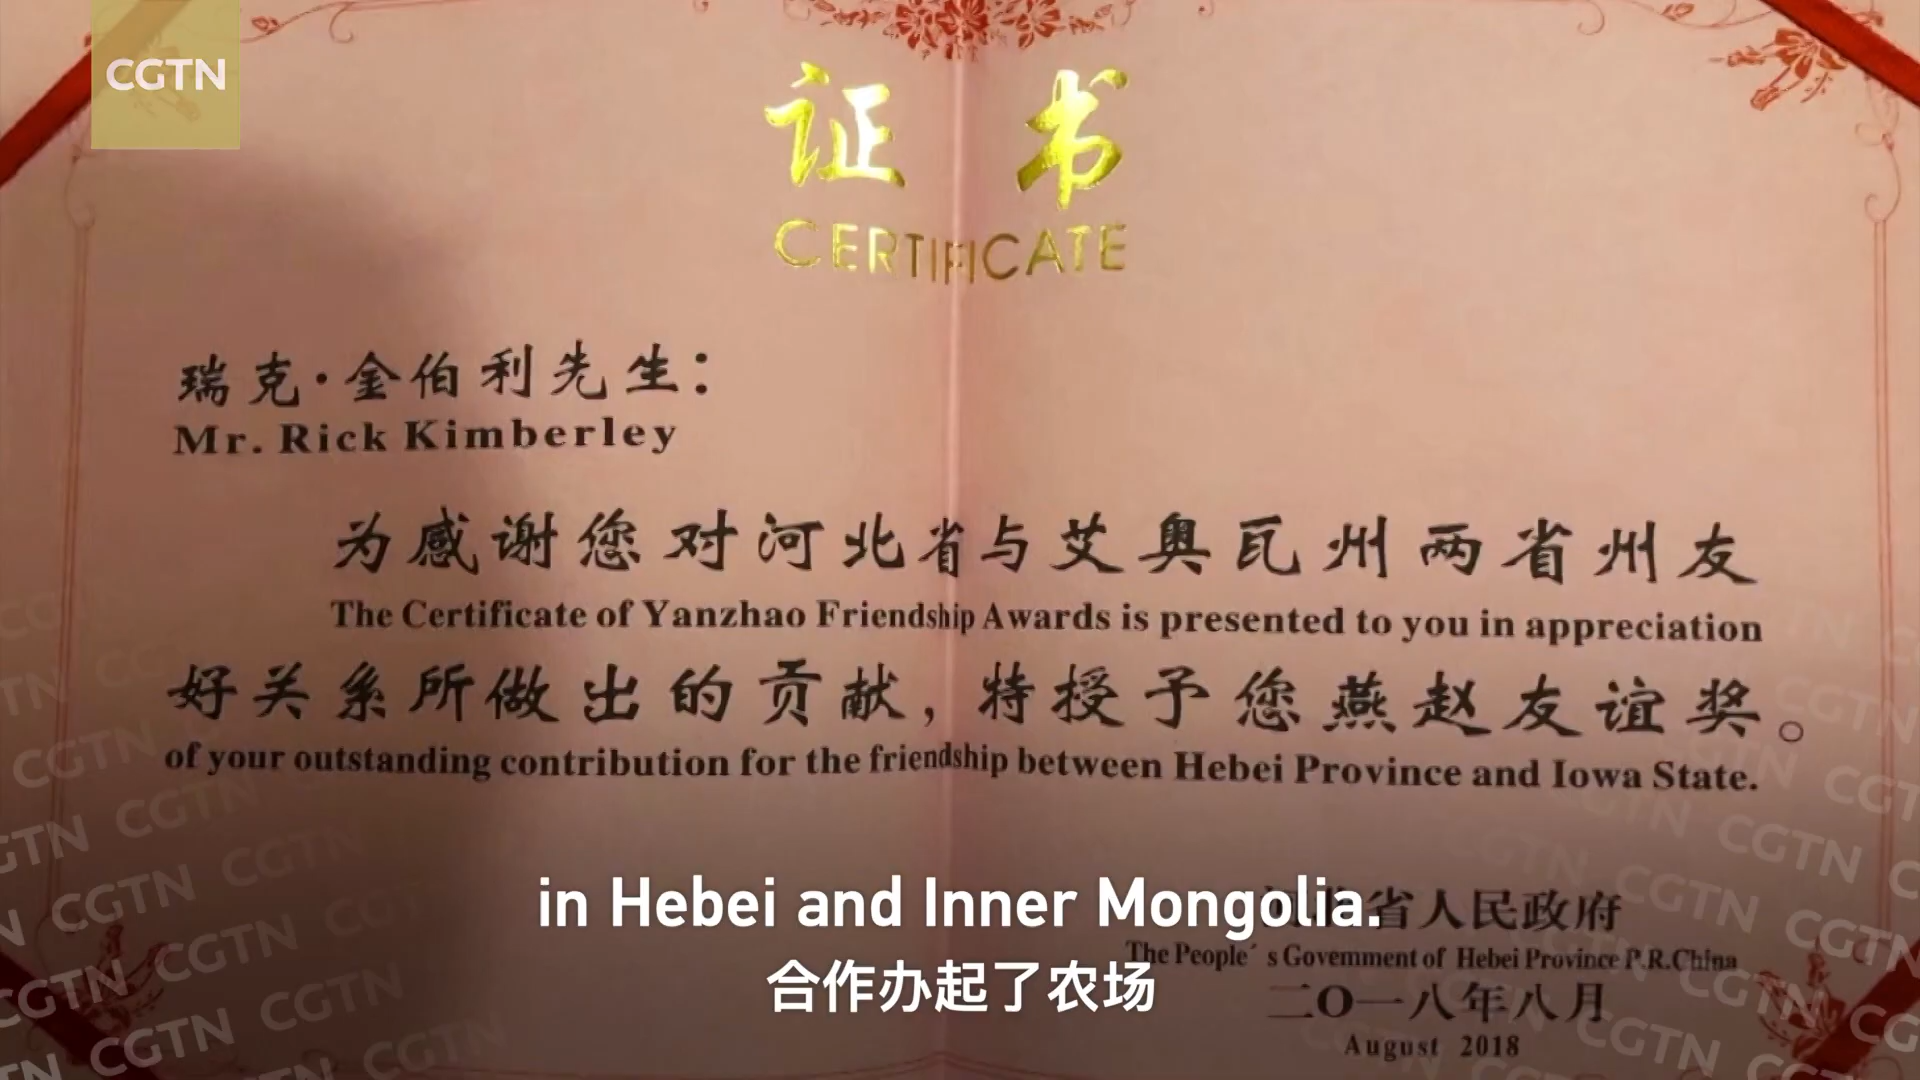 CGTN
证书
CERTIFICATE
瑞克·金伯利先生：
Mr. Rick Kimberley
为感谢您对河北省与艾奥瓦州两省州友
The Certificate of Yanzhao Friendship Awards is presented to you in appreciation
好关系所做出的贡献，特授予您燕赵友谊奖。
of your outstanding contribution for the friendship between Hebei Province and Iowa State.
in Hebei and Inner Mongolia.
省人民政府
The People´s Government of Hebei Province P.R.China
合作办起了农场
二〇一八年八月
August 2018